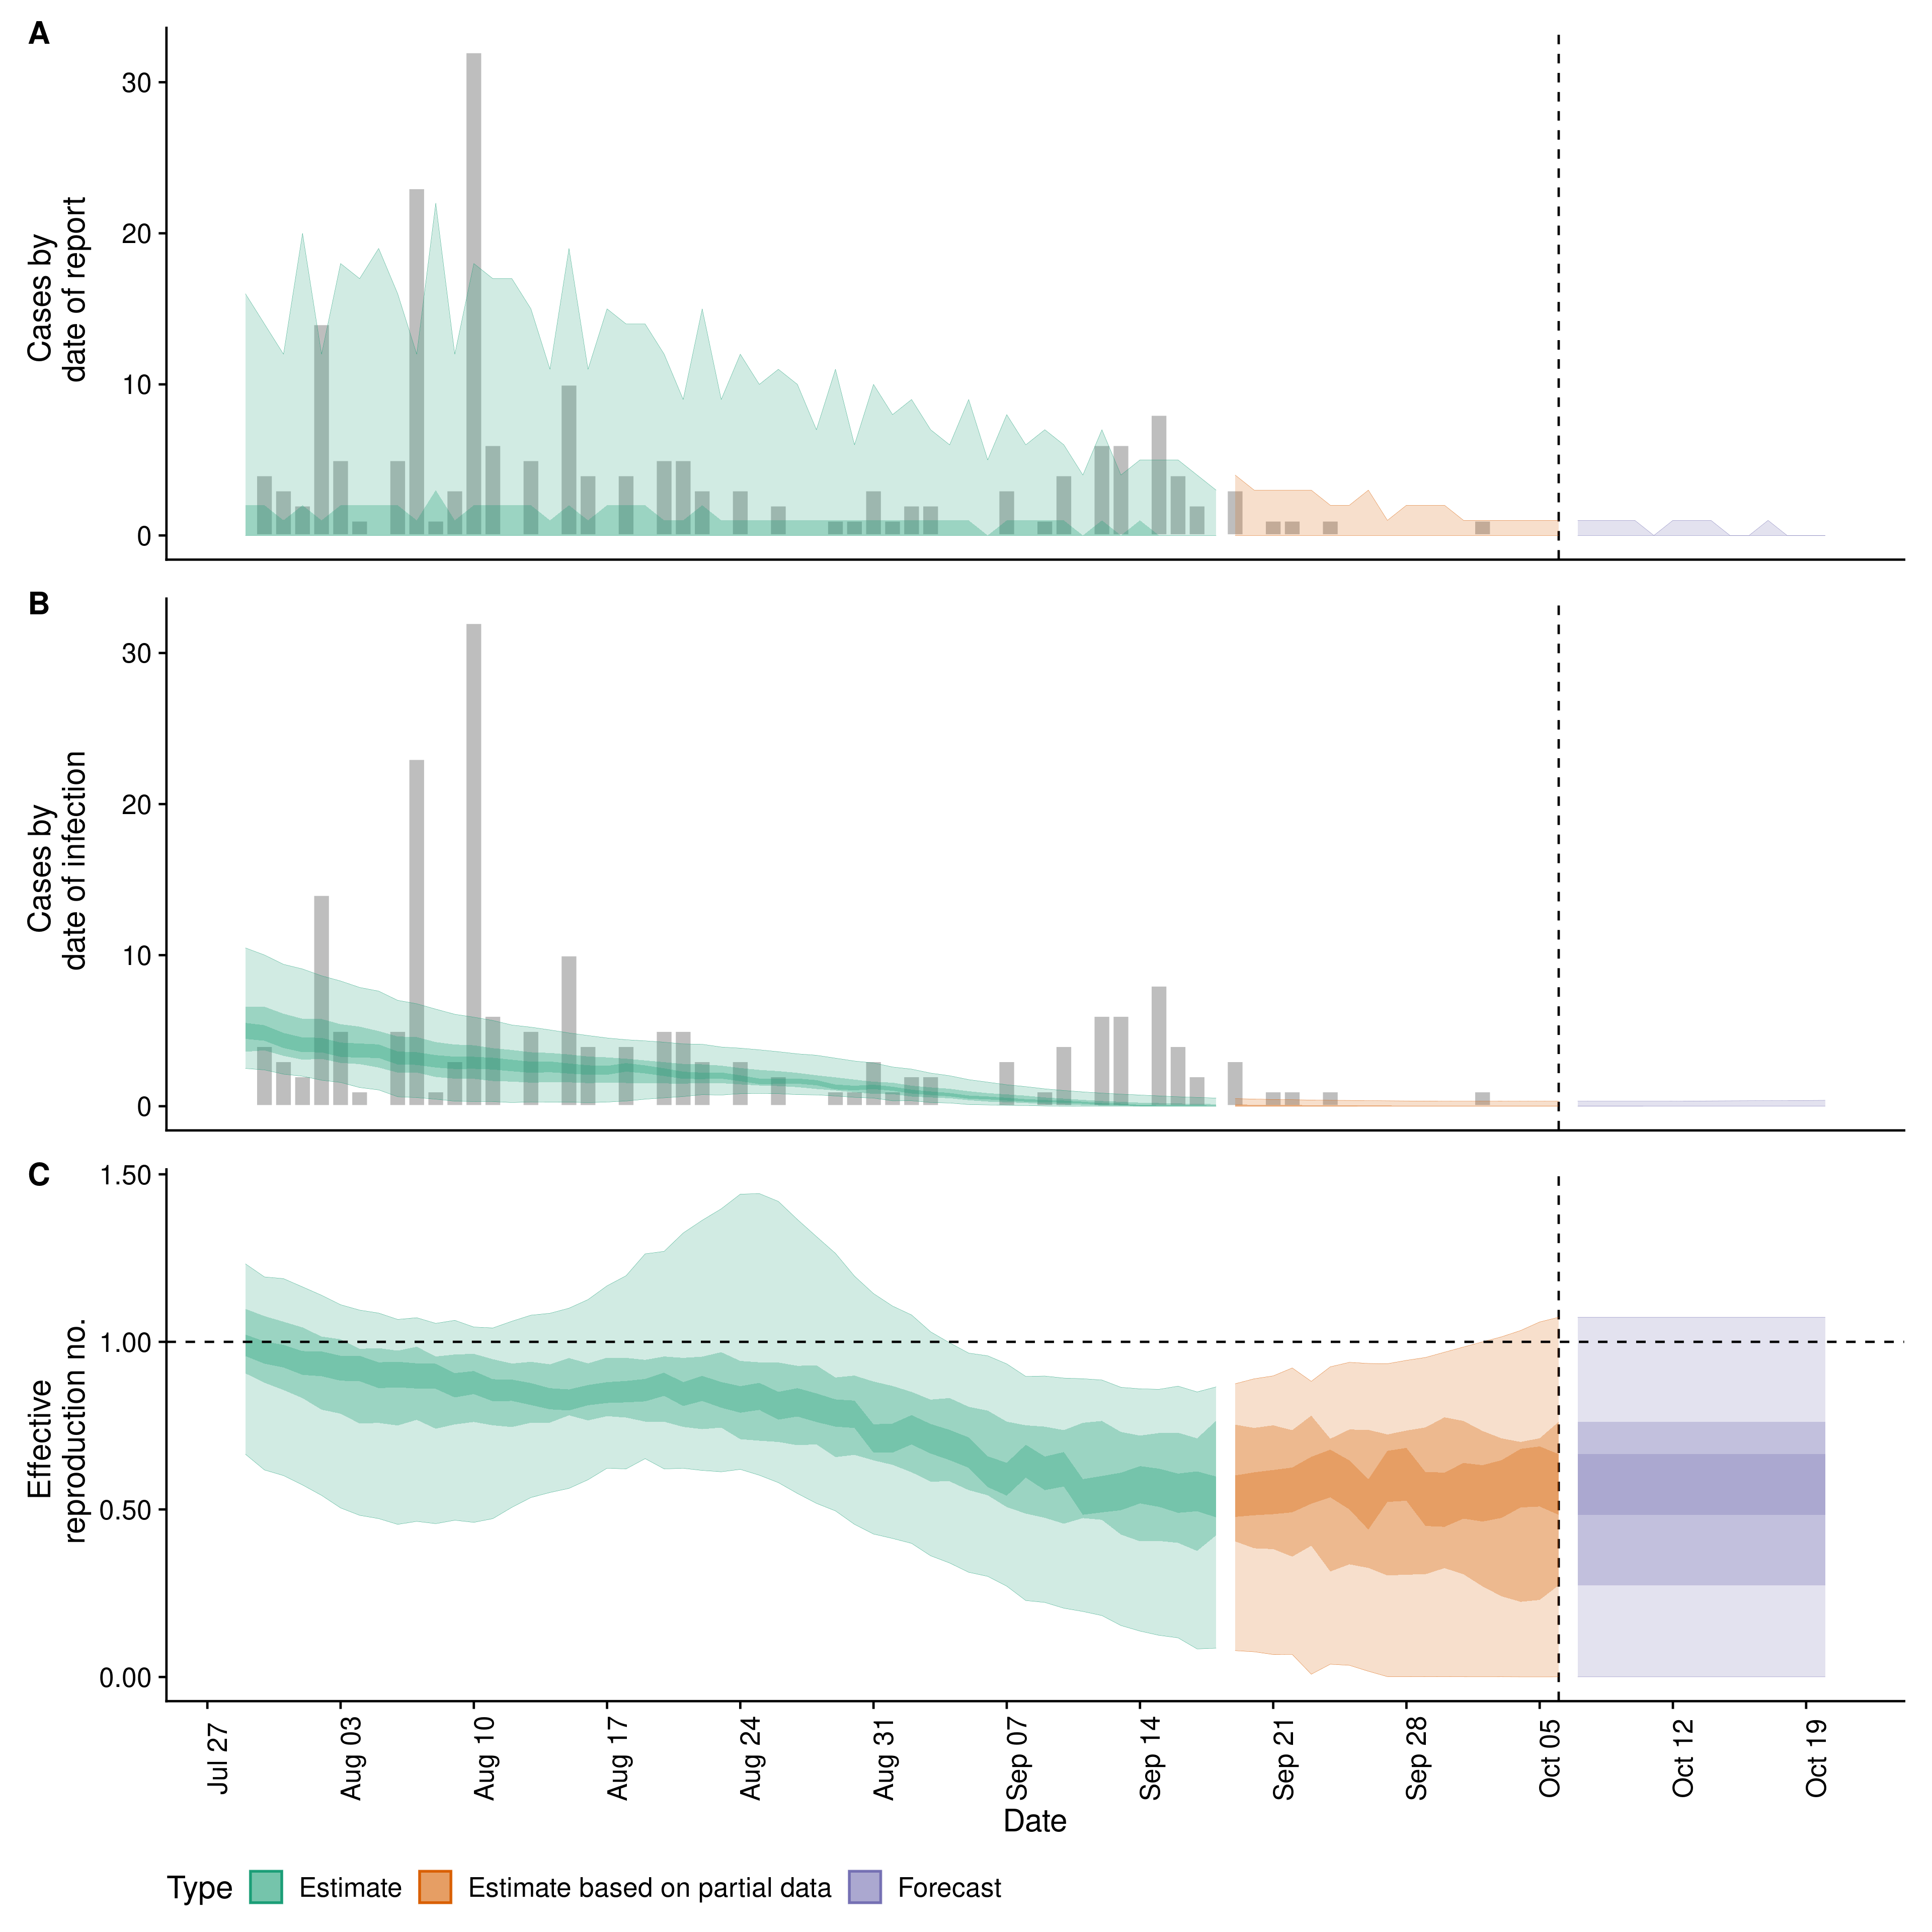 A
Cases by
date of report
30
20
10
0
B
Cases by
date of infection
30
20
10
0
C
Effective
reproduction no.
1.50
1.00
0.50
0.00
Jul 27
Aug 03
Aug 10
Aug 17
Aug 24
Aug 31
Sep 07
Sep 14
Sep 21
Sep 28
Oct 05
Oct 12
Oct 19
Date
Type Estimate Estimate based on partial data Forecast